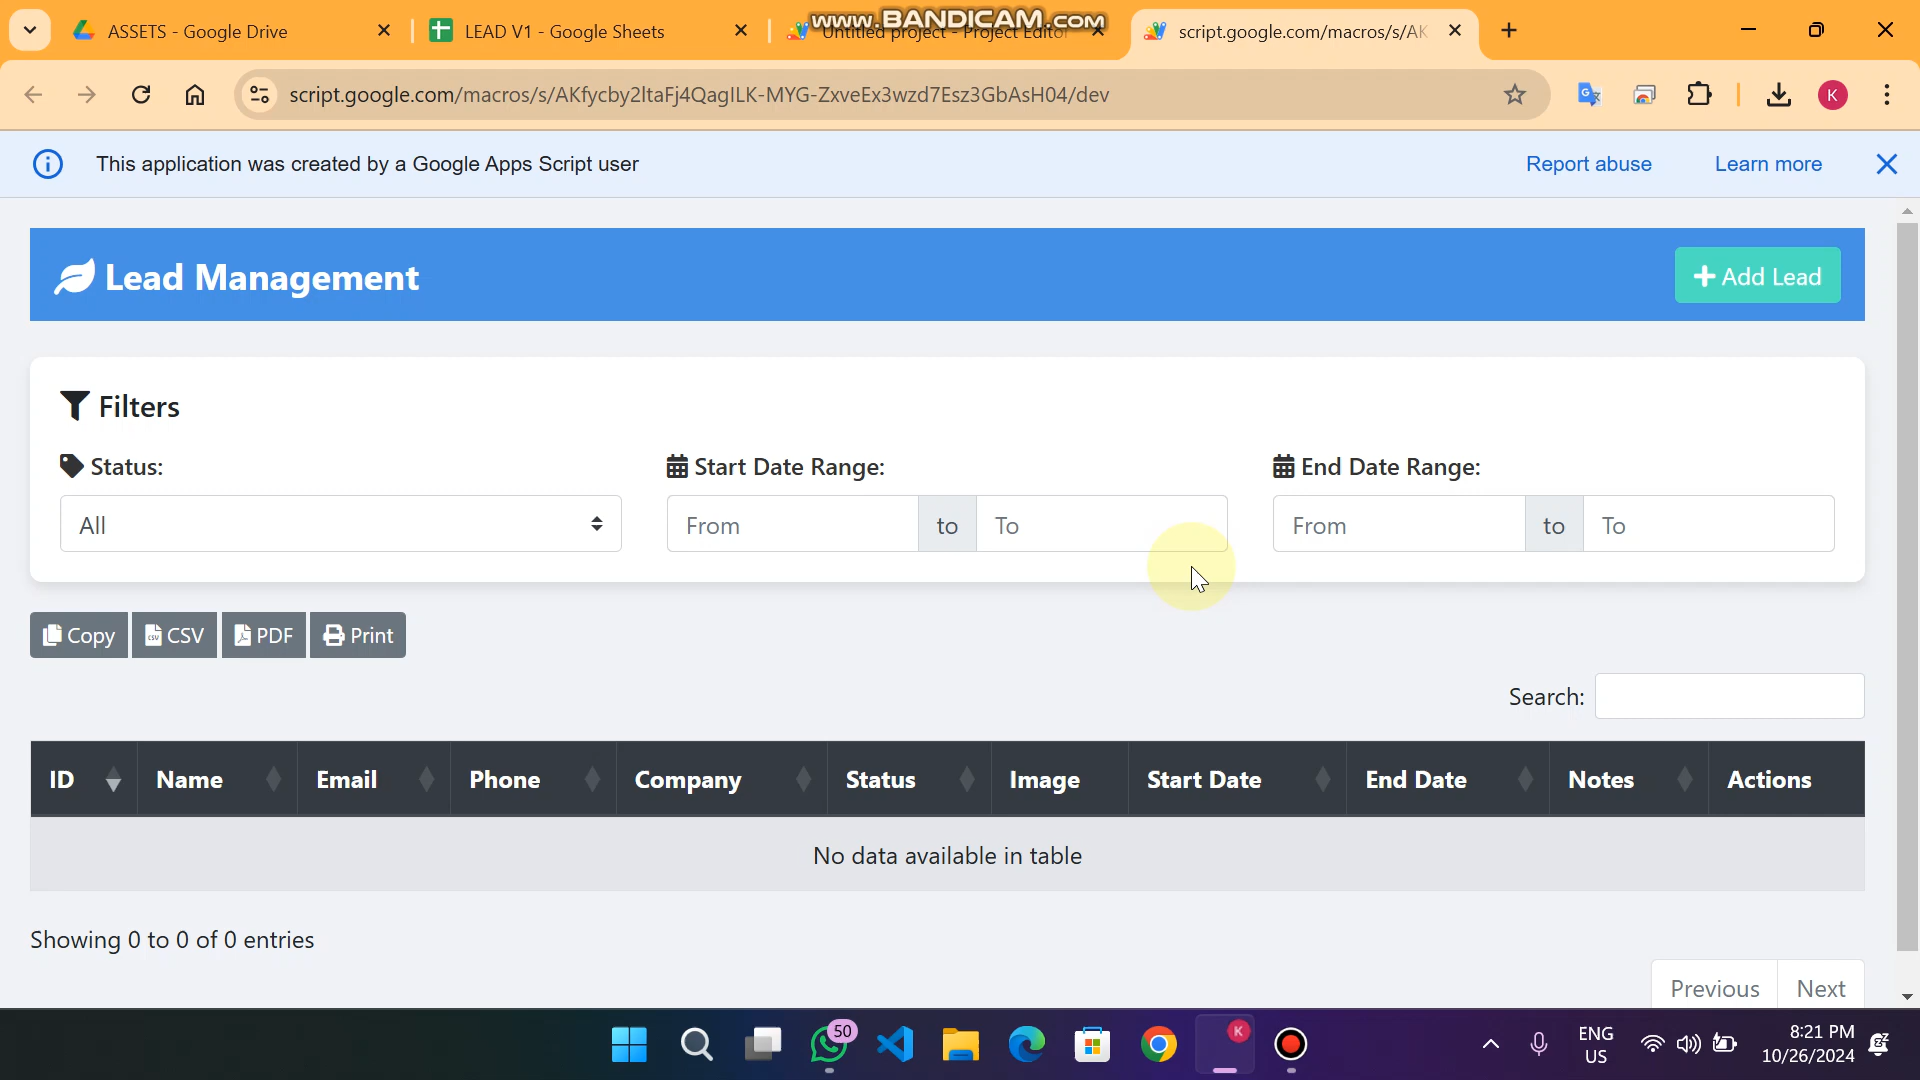 ASSETS - Google Drive
LEAD V1 - Google Sheets
Untitled project - Project Editor
www.BANDICAM.com
script.google.com/macros/s/AK
script.google.com/macros/s/AKfycby2ItaFj4QagILK-MYG-ZxveEx3wzd7Esz3GbAsH04/dev
K
This application was created by a Google Apps Script user
Report abuse
Learn more
Lead Management
Add Lead
Filters
Status:
Start Date Range:
End Date Range:
All
From
to
To
From
to
To
Copy
CSV
PDF
Print
Search:
ID
Name
Email
Phone
Company
Status
Image
Start Date
End Date
Notes
Actions
No data available in table
Showing 0 to 0 of 0 entries
Previous
Next
50
K
ENG
US
8:21 PM
10/26/2024